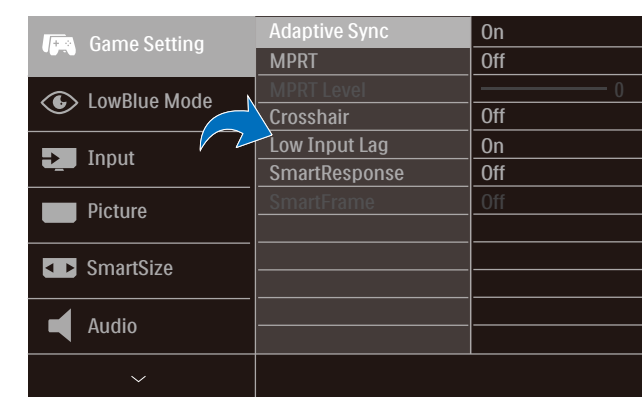 Game Setting
LowBlue Mode
Input
Picture
SmartSize
Audio
Adaptive Sync On
MPRT Off
MPRT Level 0
Crosshair Off
Low Input Lag On
SmartResponse Off
SmartFrame Off